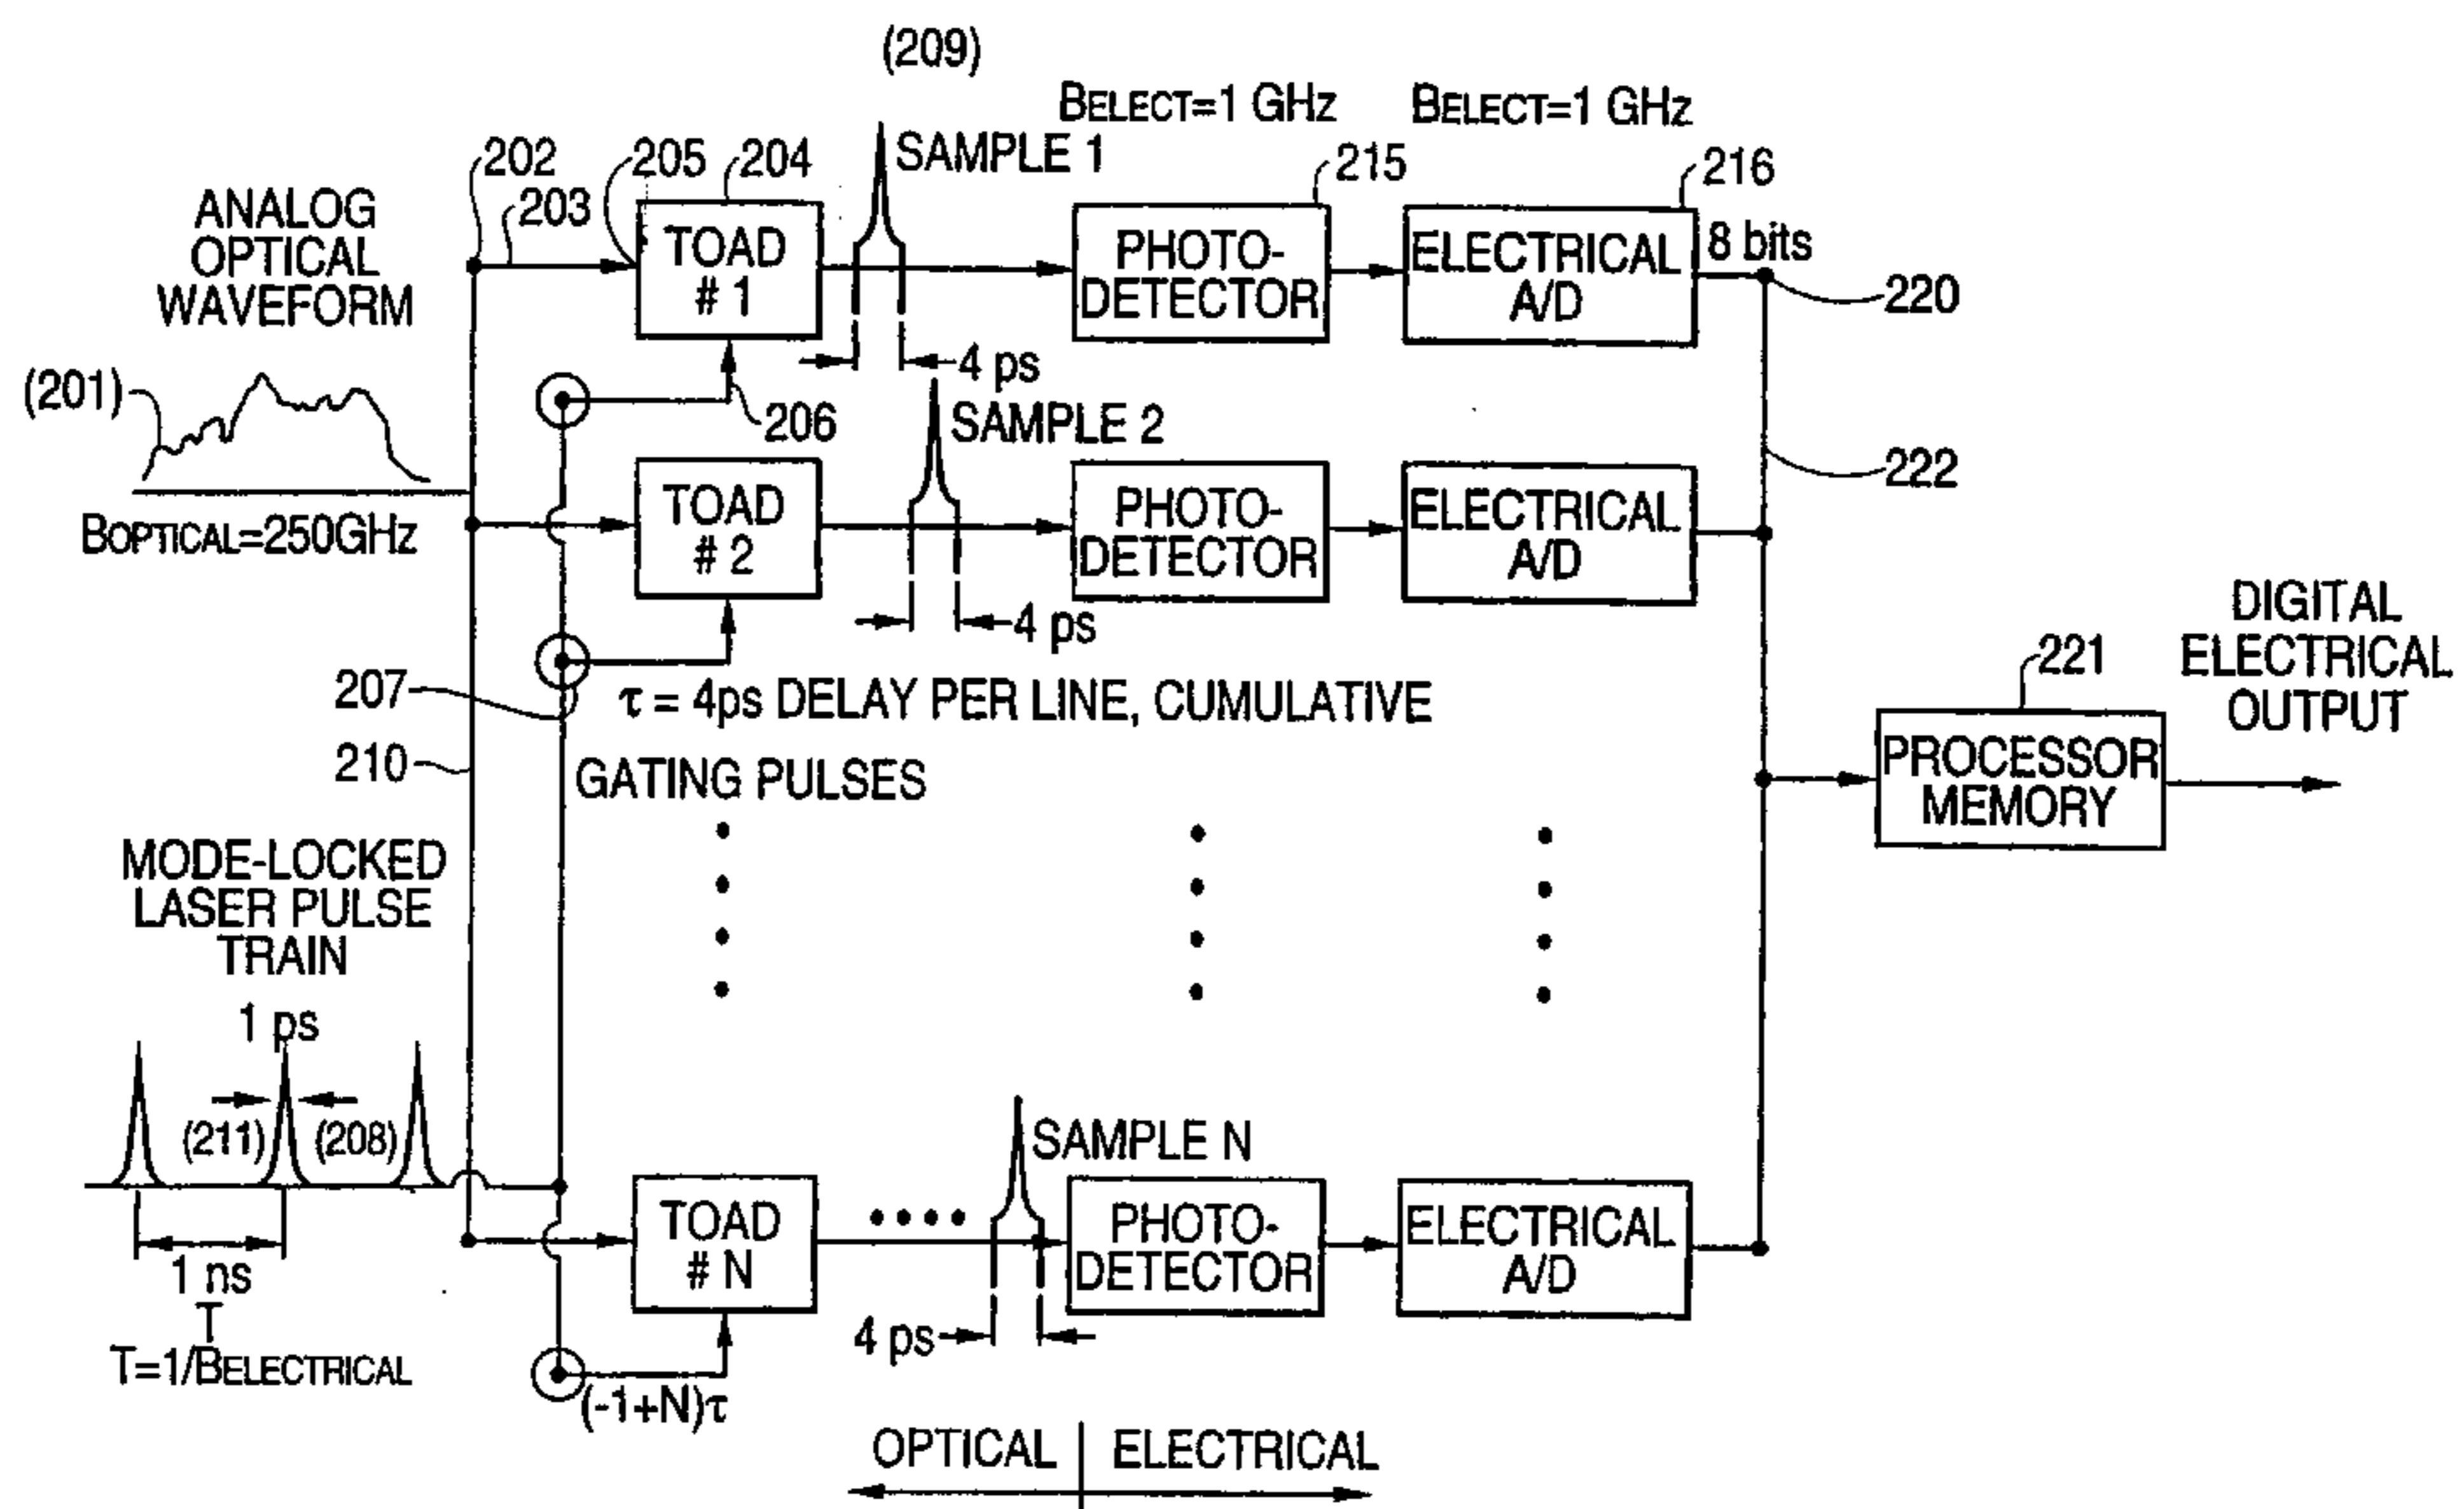 (209)
BELECT=1 GHz
BELECT=1 GHz
202
205
204
SAMPLE 1
215
216
203
ANALOG
OPTICAL
WAVEFORM
TOAD
# 1
PHOTO-
DETECTOR
ELECTRICAL
A/D
8 bits
220
4 ps
(201)
206
SAMPLE 2
222
BOPTICAL=250GHz
TOAD
# 2
PHOTO-
DETECTOR
ELECTRICAL
A/D
4 ps
DIGITAL
ELECTRICAL
OUTPUT
221
207
τ = 4ps DELAY PER LINE, CUMULATIVE
210
GATING PULSES
PROCESSOR
MEMORY
MODE-LOCKED
LASER PULSE
TRAIN
1 ps
(211)
(208)
SAMPLE N
TOAD
# N
PHOTO-
DETECTOR
ELECTRICAL
A/D
1 ns
T
4 ps
T=1/BELECTRICAL
(-1+N)τ
OPTICAL
ELECTRICAL